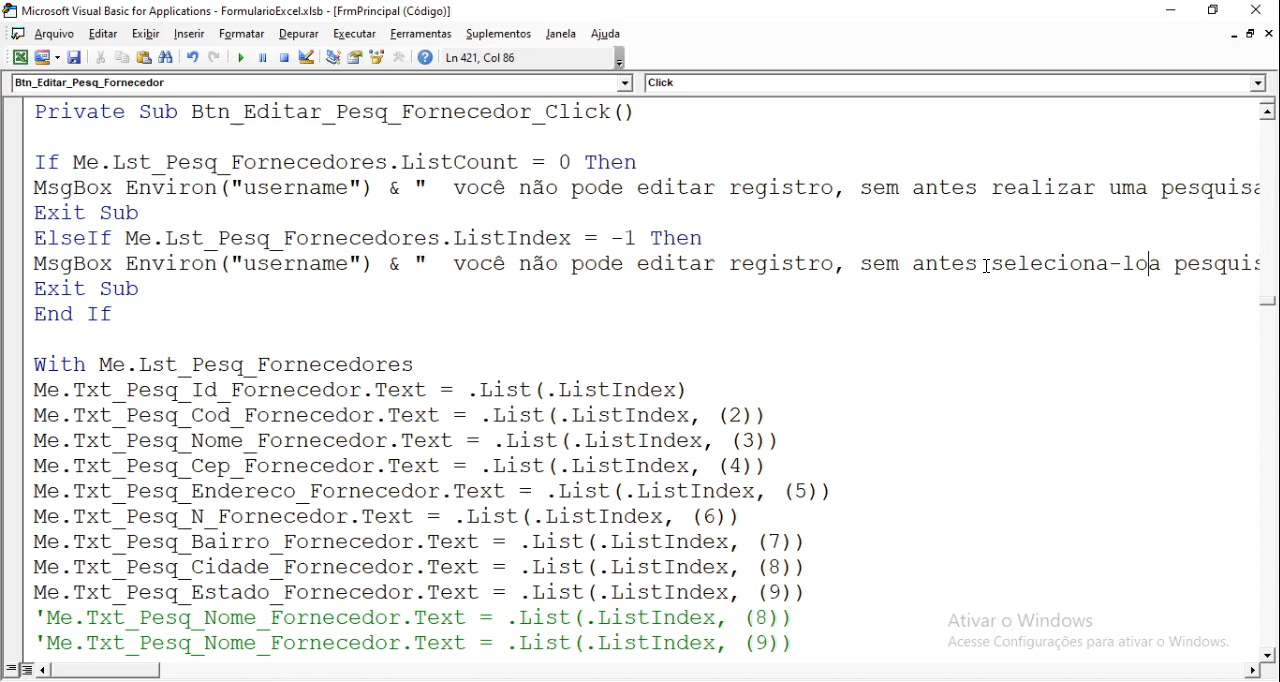 Microsoft Visual Basic for Applications - FormularioExcel.xlsb - [FrmPrincipal (Código)]
Arquivo Editar Exibir Inserir Formatar Depurar Executar Ferramentas Suplementos Janela Ajuda
Ln 421, Col 86
Btn_Editar_Pesq_Fornecedor Click
Private Sub Btn_Editar_Pesq_Fornecedor_Click()
If Me.Lst_Pesq_Fornecedores.ListCount = 0 Then
MsgBox Environ("username") & "  você não pode editar registro, sem antes realizar uma pesquisa
Exit Sub
ElseIf Me.Lst_Pesq_Fornecedores.ListIndex = -1 Then
MsgBox Environ("username") & "  você não pode editar registro, sem antes seleciona-loa pesquis
Exit Sub
End If
With Me.Lst_Pesq_Fornecedores
Me.Txt_Pesq_Id_Fornecedor.Text = .List(.ListIndex)
Me.Txt_Pesq_Cod_Fornecedor.Text = .List(.ListIndex, (2))
Me.Txt_Pesq_Nome_Fornecedor.Text = .List(.ListIndex, (3))
Me.Txt_Pesq_Cep_Fornecedor.Text = .List(.ListIndex, (4))
Me.Txt_Pesq_Endereco_Fornecedor.Text = .List(.ListIndex, (5))
Me.Txt_Pesq_N_Fornecedor.Text = .List(.ListIndex, (6))
Me.Txt_Pesq_Bairro_Fornecedor.Text = .List(.ListIndex, (7))
Me.Txt_Pesq_Cidade_Fornecedor.Text = .List(.ListIndex, (8))
Me.Txt_Pesq_Estado_Fornecedor.Text = .List(.ListIndex, (9))
'Me.Txt_Pesq_Nome_Fornecedor.Text = .List(.ListIndex, (8))
'Me.Txt_Pesq_Nome_Fornecedor.Text = .List(.ListIndex, (9))
Ativar o Windows
Acesse Configurações para ativar o Windows.